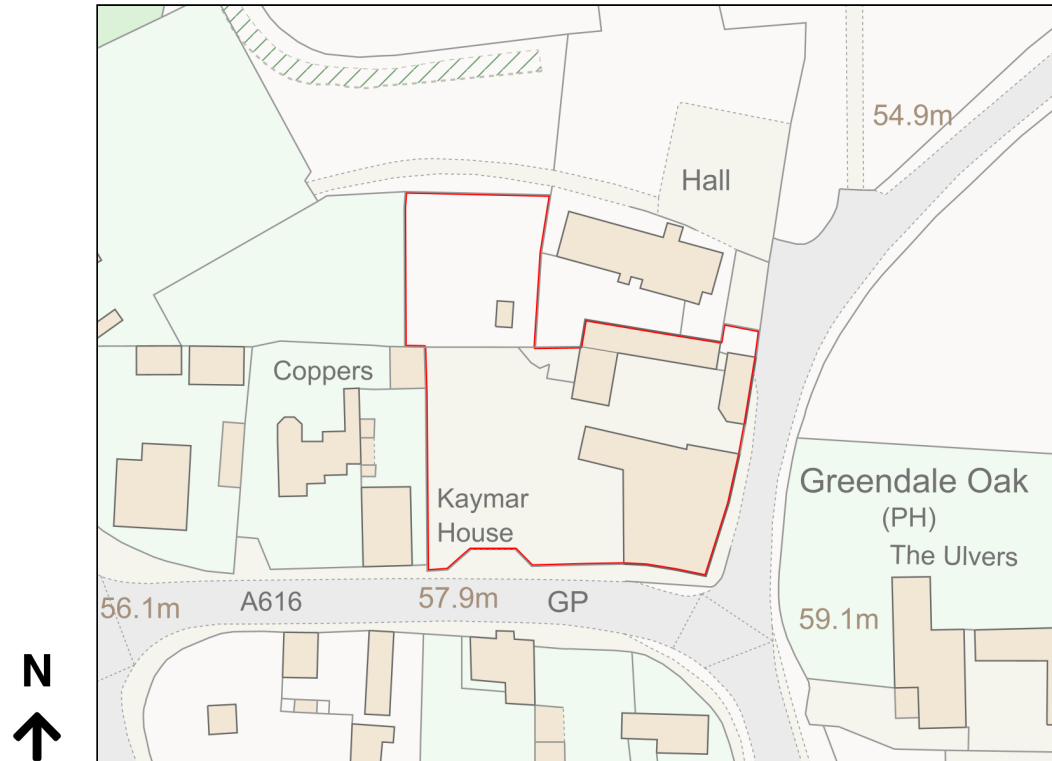 54.9m
Hall
Coppers
Kaymar
House
Greendale Oak
(PH)
The Ulvers
56.1m
A616
57.9m
GP
59.1m
N